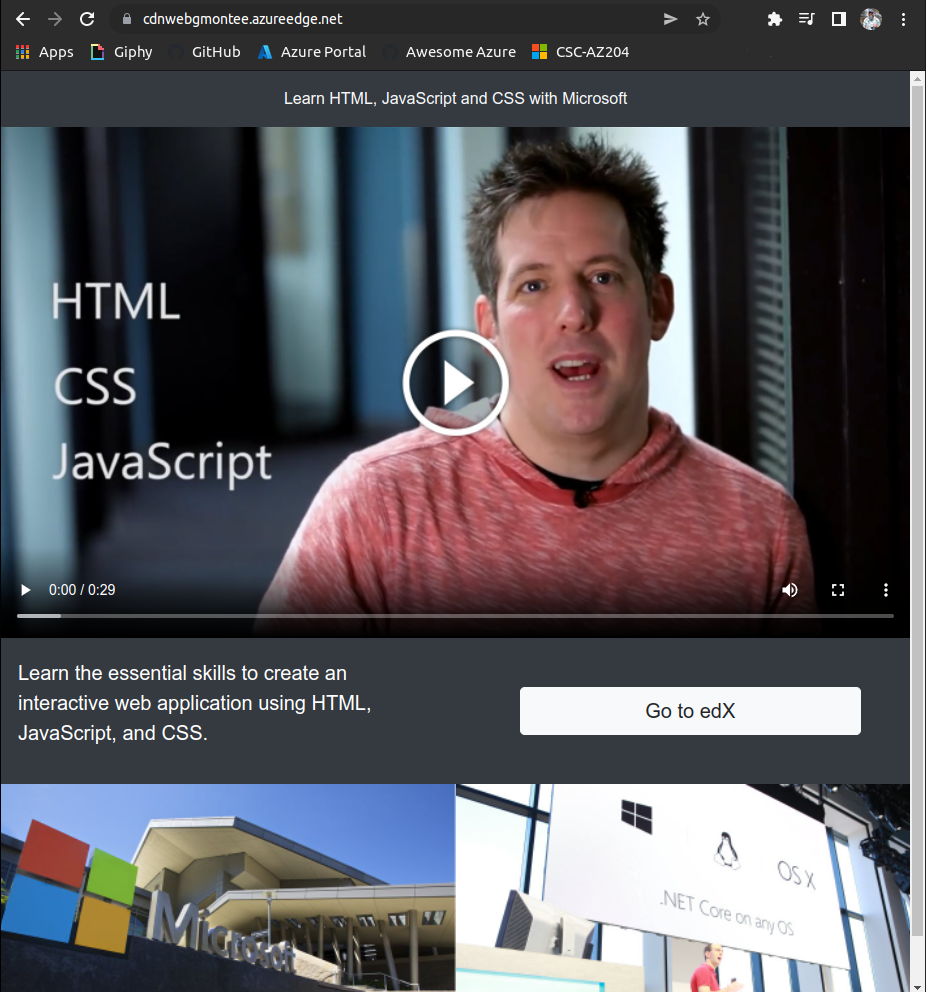 cdnwebgmontee.azureedge.net
Apps Giphy GitHub Azure Portal Awesome Azure CSC-AZ204
Learn HTML, JavaScript and CSS with Microsoft
HTML
CSS
JavaScript
0:00 / 0:29
Learn the essential skills to create an
interactive web application using HTML,
JavaScript, and CSS.
Go to edX
Microsoft
OS X
.NET Core on any OS